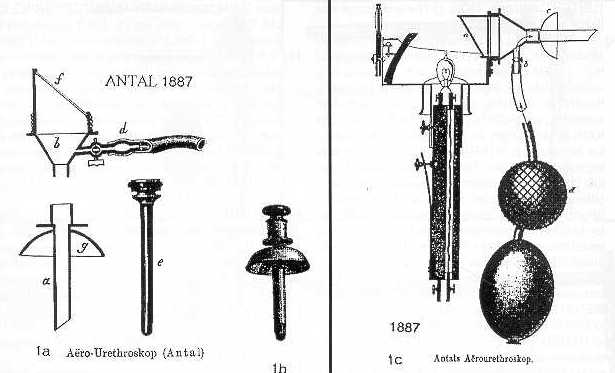 f
ANTAL 1887
b
d
g
a
e
1a Aëro-Urethroskop (Antal)
1b
c
a
b
d
1887
1c Antals Aërourethroskop.